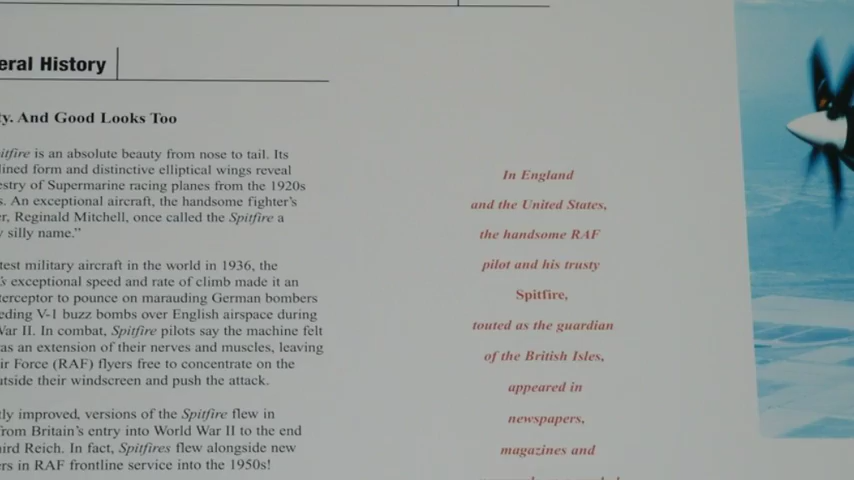 eral History
y. And Good Looks Too
itfire is an absolute beauty from nose to tail. Its
lined form and distinctive elliptical wings reveal
estry of Supermarine racing planes from the 1920s
s. An exceptional aircraft, the handsome fighter's
r, Reginald Mitchell, once called the Spitfire a
y silly name."
test military aircraft in the world in 1936, the
's exceptional speed and rate of climb made it an
terceptor to pounce on marauding German bombers
eding V-1 buzz bombs over English airspace during
War II. In combat, Spitfire pilots say the machine felt
as an extension of their nerves and muscles, leaving
ir Force (RAF) flyers free to concentrate on the
utside their windscreen and push the attack.
tly improved, versions of the Spitfire flew in
from Britain's entry into World War II to the end
hird Reich. In fact, Spitfires flew alongside new
rs in RAF frontline service into the 1950s!
In England
and the United States,
the handsome RAF
pilot and his trusty
Spitfire,
touted as the guardian
of the British Isles,
appeared in
newspapers,
magazines and